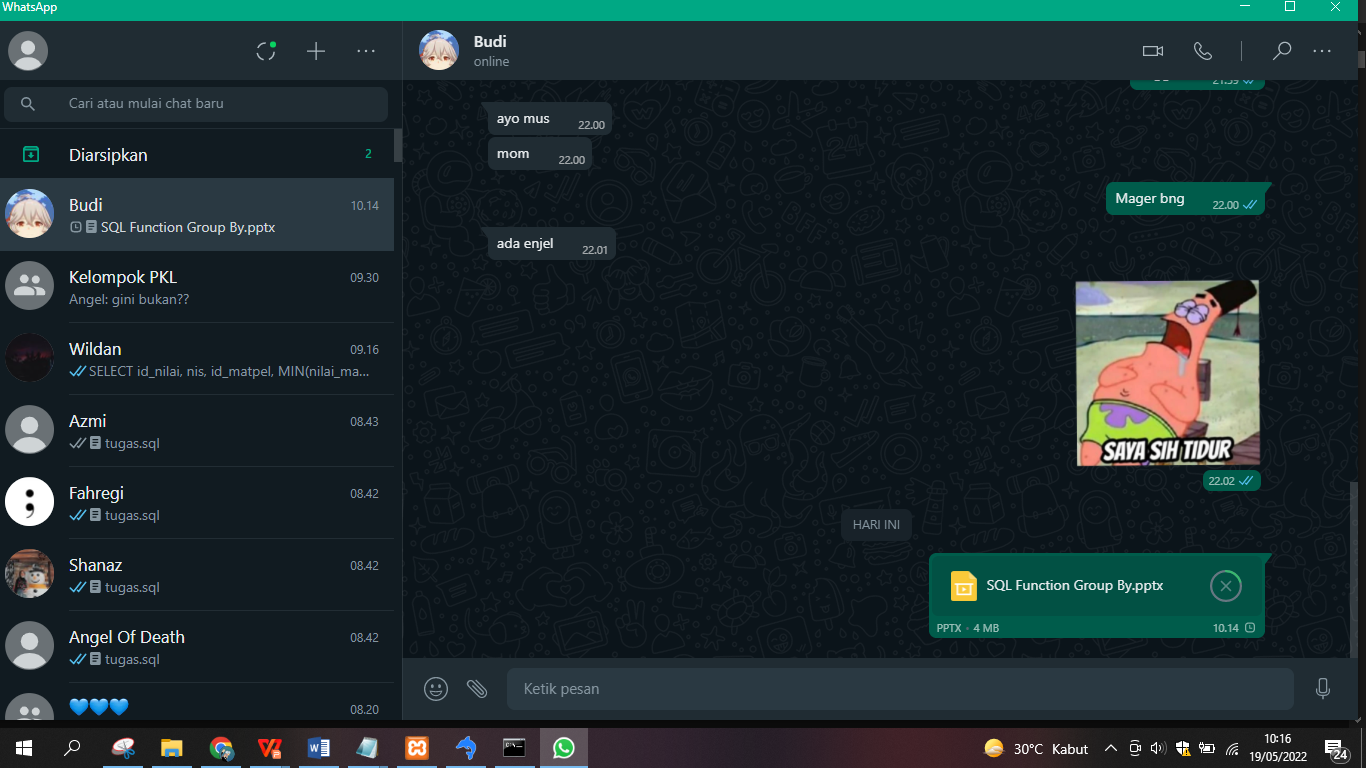 WhatsApp
Cari atau mulai chat baru
Diarsipkan 2
Budi 10.14
SQL Function Group By.pptx
Kelompok PKL 09.30
Angel: gini bukan??
Wildan 09.16
SELECT id_nilai, nis, id_matpel, MIN(nilai_ma...
Azmi 08.43
tugas.sql
Fahregi 08.42
tugas.sql
Shanaz 08.42
tugas.sql
Angel Of Death 08.42
tugas.sql
💙💙💙 08.20
Budi
online
21.59
ayo mus 22.00
mom 22.00
Mager bng 22.00
ada enjel 22.01
SAYA SIH TIDUR
22.02
HARI INI
SQL Function Group By.pptx
PPTX • 4 MB 10.14
Ketik pesan
30°C Kabut
10:16
19/05/2022
24